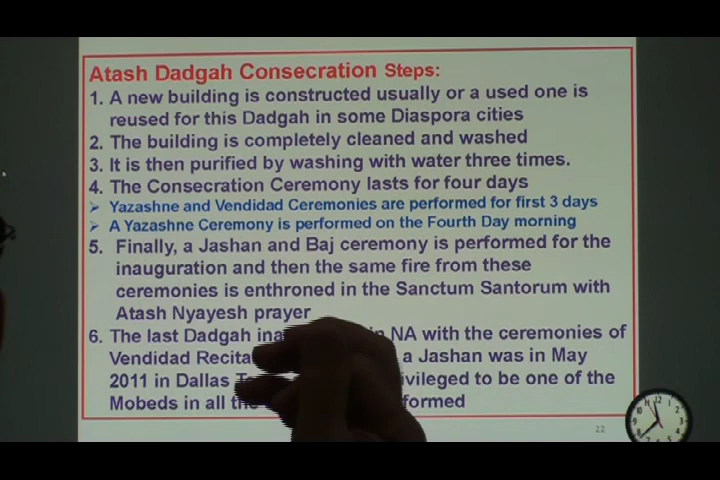 Atash Dadgah Consecration Steps:
1. A new building is constructed usually or a used one is
reused for this Dadgah in some Diaspora cities
2. The building is completely cleaned and washed
3. It is then purified by washing with water three times.
4. The Consecration Ceremony lasts for four days
➢ Yazashne and Vendidad Ceremonies are performed for first 3 days
➢ A Yazashne Ceremony is performed on the Fourth Day morning
5. Finally, a Jashan and Baj ceremony is performed for the
inauguration and then the same fire from these
ceremonies is enthroned in the Sanctum Santorum with
Atash Nyayesh prayer
6. The last Dadgah in NA with the ceremonies of
Vendidad a Jashan was in May
2011 in Dallas to be one of the
Mobeds in all
22